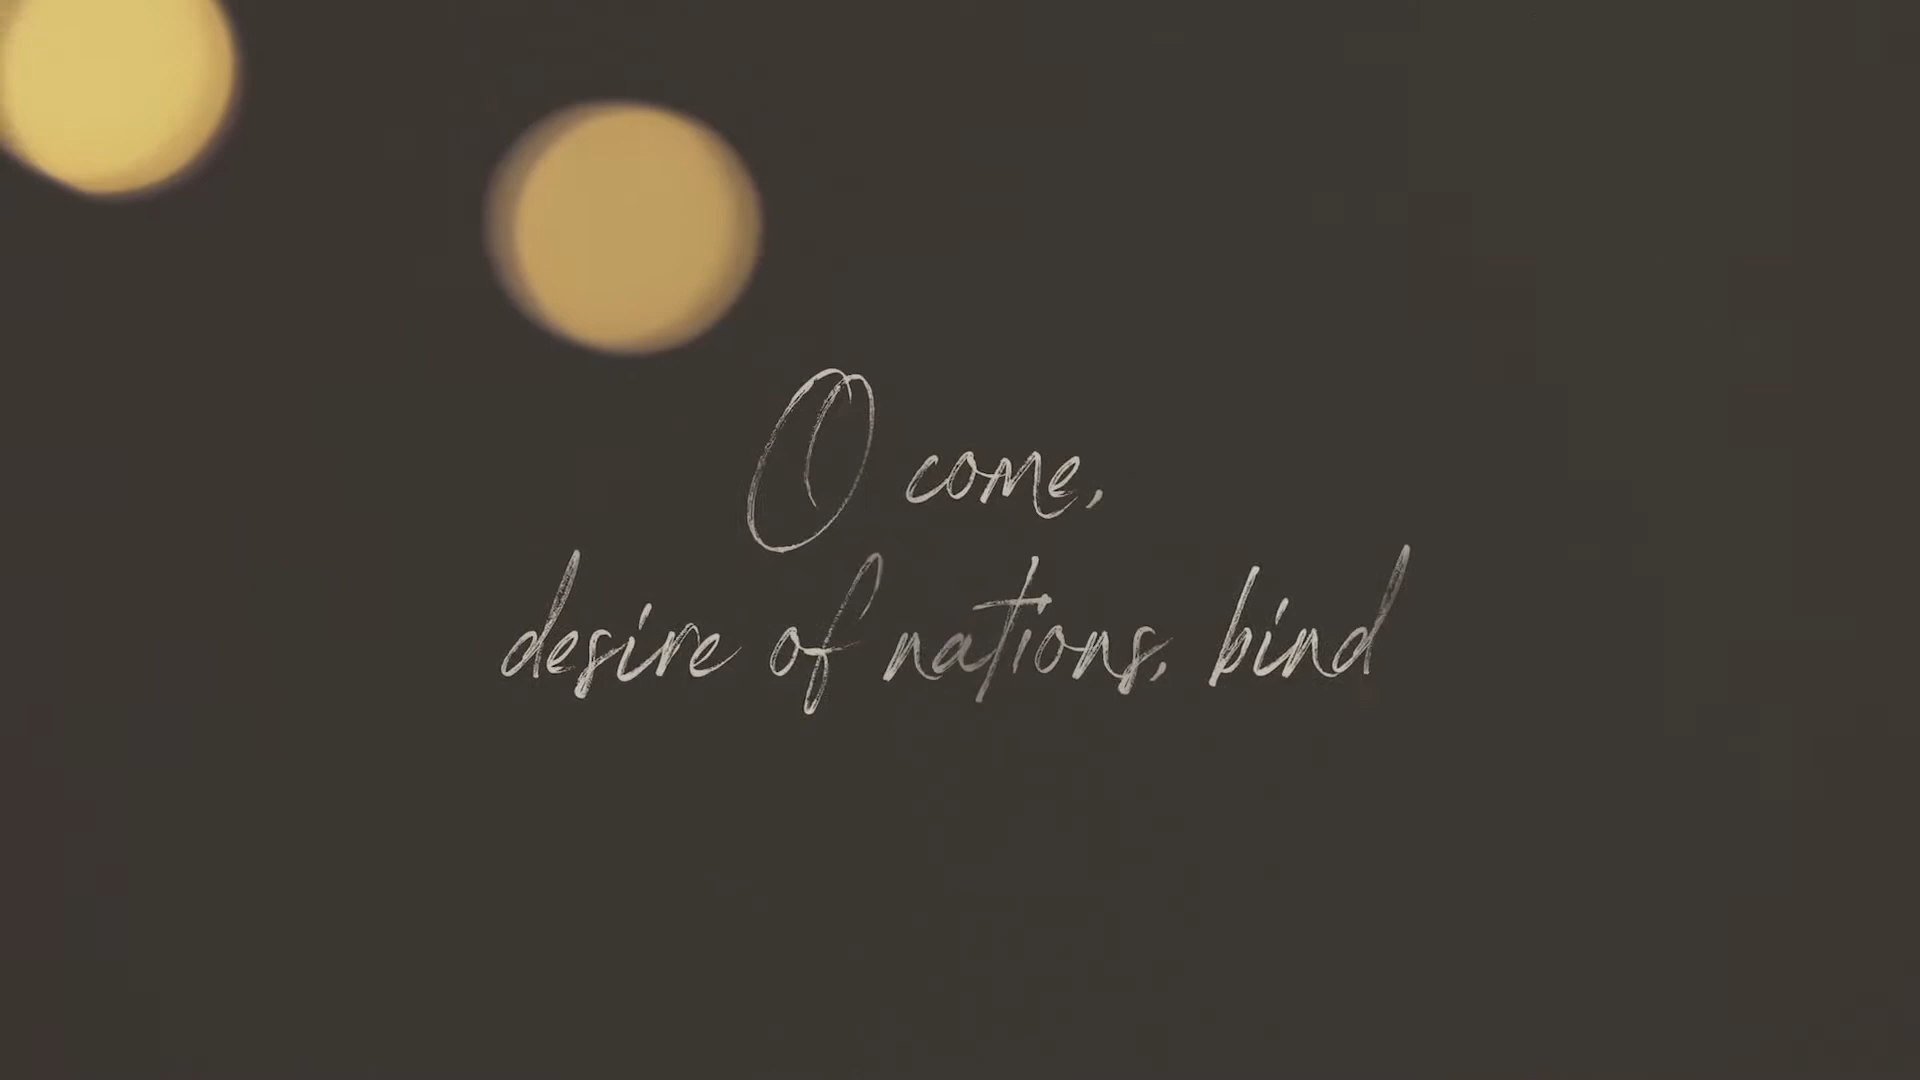 O come,
desire of nations, bind